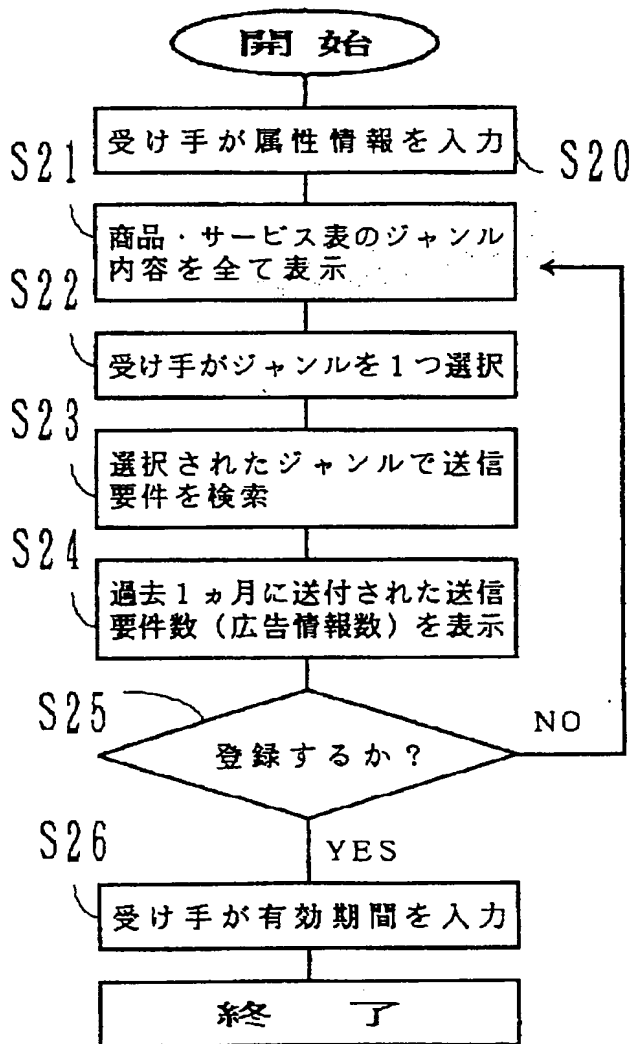 開始
受け手が属性情報を入力
S20
S21
商品・サービス表のジャンル
内容を全て表示
S22
受け手がジャンルを1つ選択
S23
選択されたジャンルで送信
要件を検索
S24
過去1ヵ月に送付された送信
要件数（広告情報数）を表示
S25
登録するか？
NO
YES
S26
受け手が有効期間を入力
終了